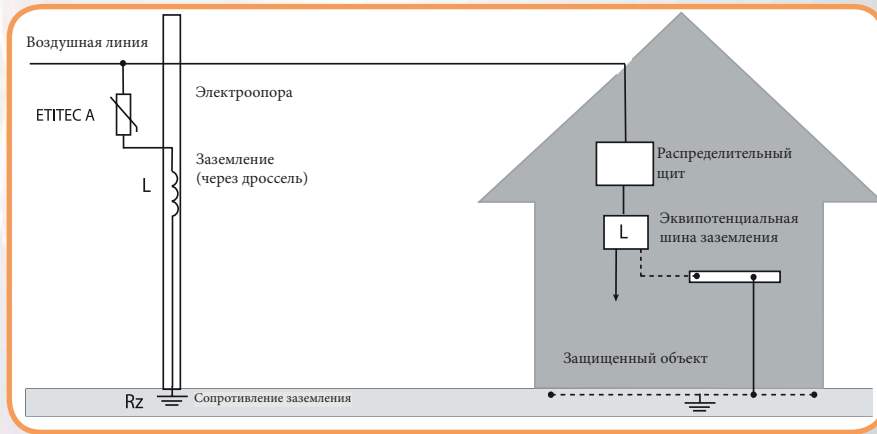 Воздушная линия
ETITEC A
Электроопора
Заземление
(через дроссель)
L
Распределительный
щит
Эквипотенциальная
шина заземления
L
Защищенный объект
Rz
Сопротивление заземления